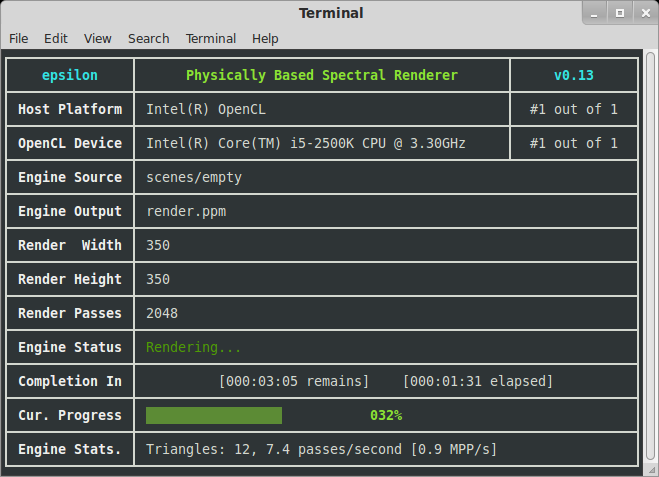 Terminal
File Edit View Search Terminal Help
epsilon Physically Based Spectral Renderer v0.13
Host Platform Intel(R) OpenCL #1 out of 1
OpenCL Device Intel(R) Core(TM) i5-2500K CPU @ 3.30GHz #1 out of 1
Engine Source scenes/empty
Engine Output render.ppm
Render Width 350
Render Height 350
Render Passes 2048
Engine Status Rendering...
Completion In [000:03:05 remains] [000:01:31 elapsed]
Cur. Progress 032%
Engine Stats. Triangles: 12, 7.4 passes/second [0.9 MPP/s]